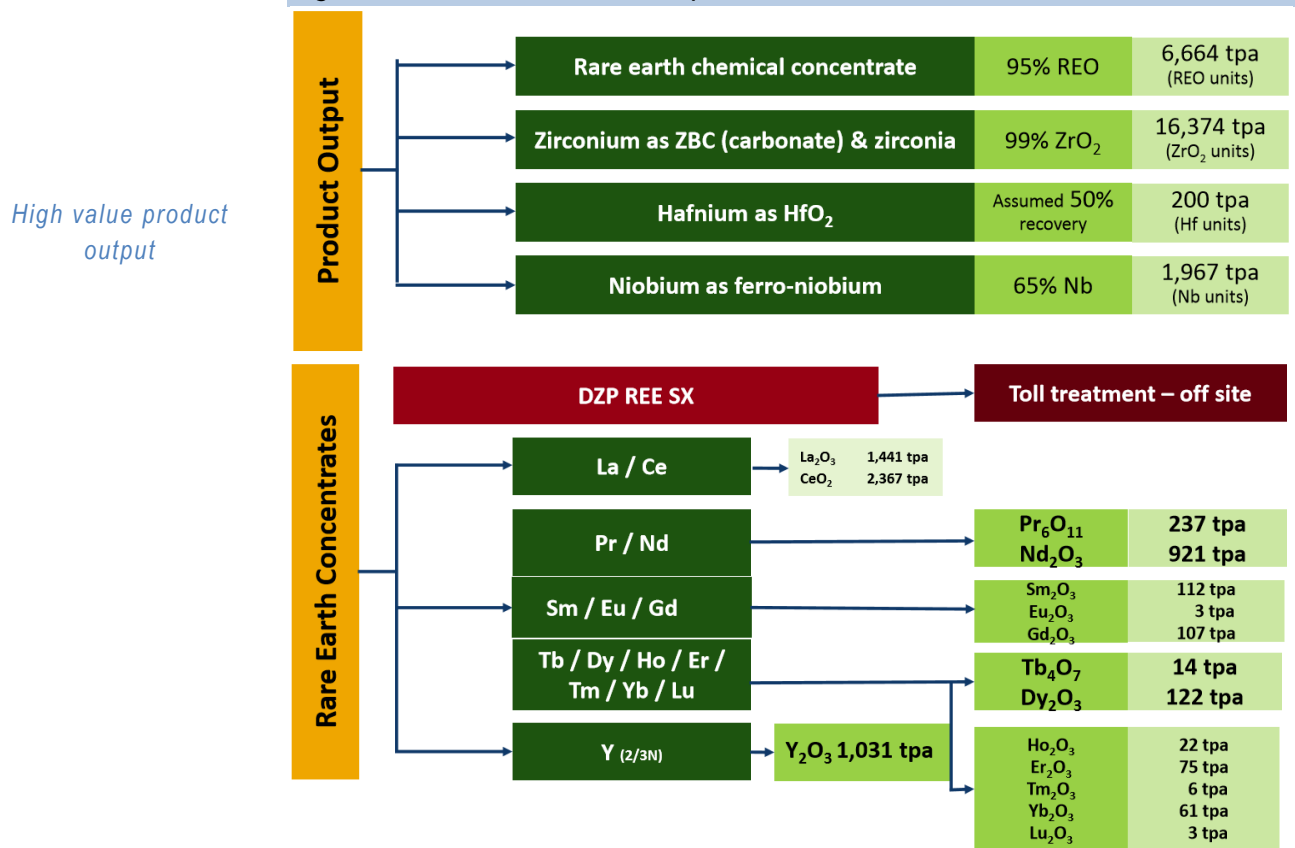 High value product
output
Product Output
Rare earth chemical concentrate
95% REO
6,664 tpa
(REO units)
Zirconium as ZBC (carbonate) & zirconia
99% ZrO₂
16,374 tpa
(ZrO₂ units)
Hafnium as HfO₂
Assumed 50%
recovery
200 tpa
(Hf units)
Niobium as ferro-niobium
65% Nb
1,967 tpa
(Nb units)
Rare Earth Concentrates
DZP REE SX
Toll treatment – off site
La / Ce
La₂O₃ 1,441 tpa
CeO₂ 2,367 tpa
Pr / Nd
Pr₆O₁₁ 237 tpa
Nd₂O₃ 921 tpa
Sm / Eu / Gd
Sm₂O₃ 112 tpa
Eu₂O₃ 3 tpa
Gd₂O₃ 107 tpa
Tb / Dy / Ho / Er /
Tm / Yb / Lu
Tb₄O₇ 14 tpa
Dy₂O₃ 122 tpa
Y (2/3N)
Y₂O₃ 1,031 tpa
Ho₂O₃ 22 tpa
Er₂O₃ 75 tpa
Tm₂O₃ 6 tpa
Yb₂O₃ 61 tpa
Lu₂O₃ 3 tpa